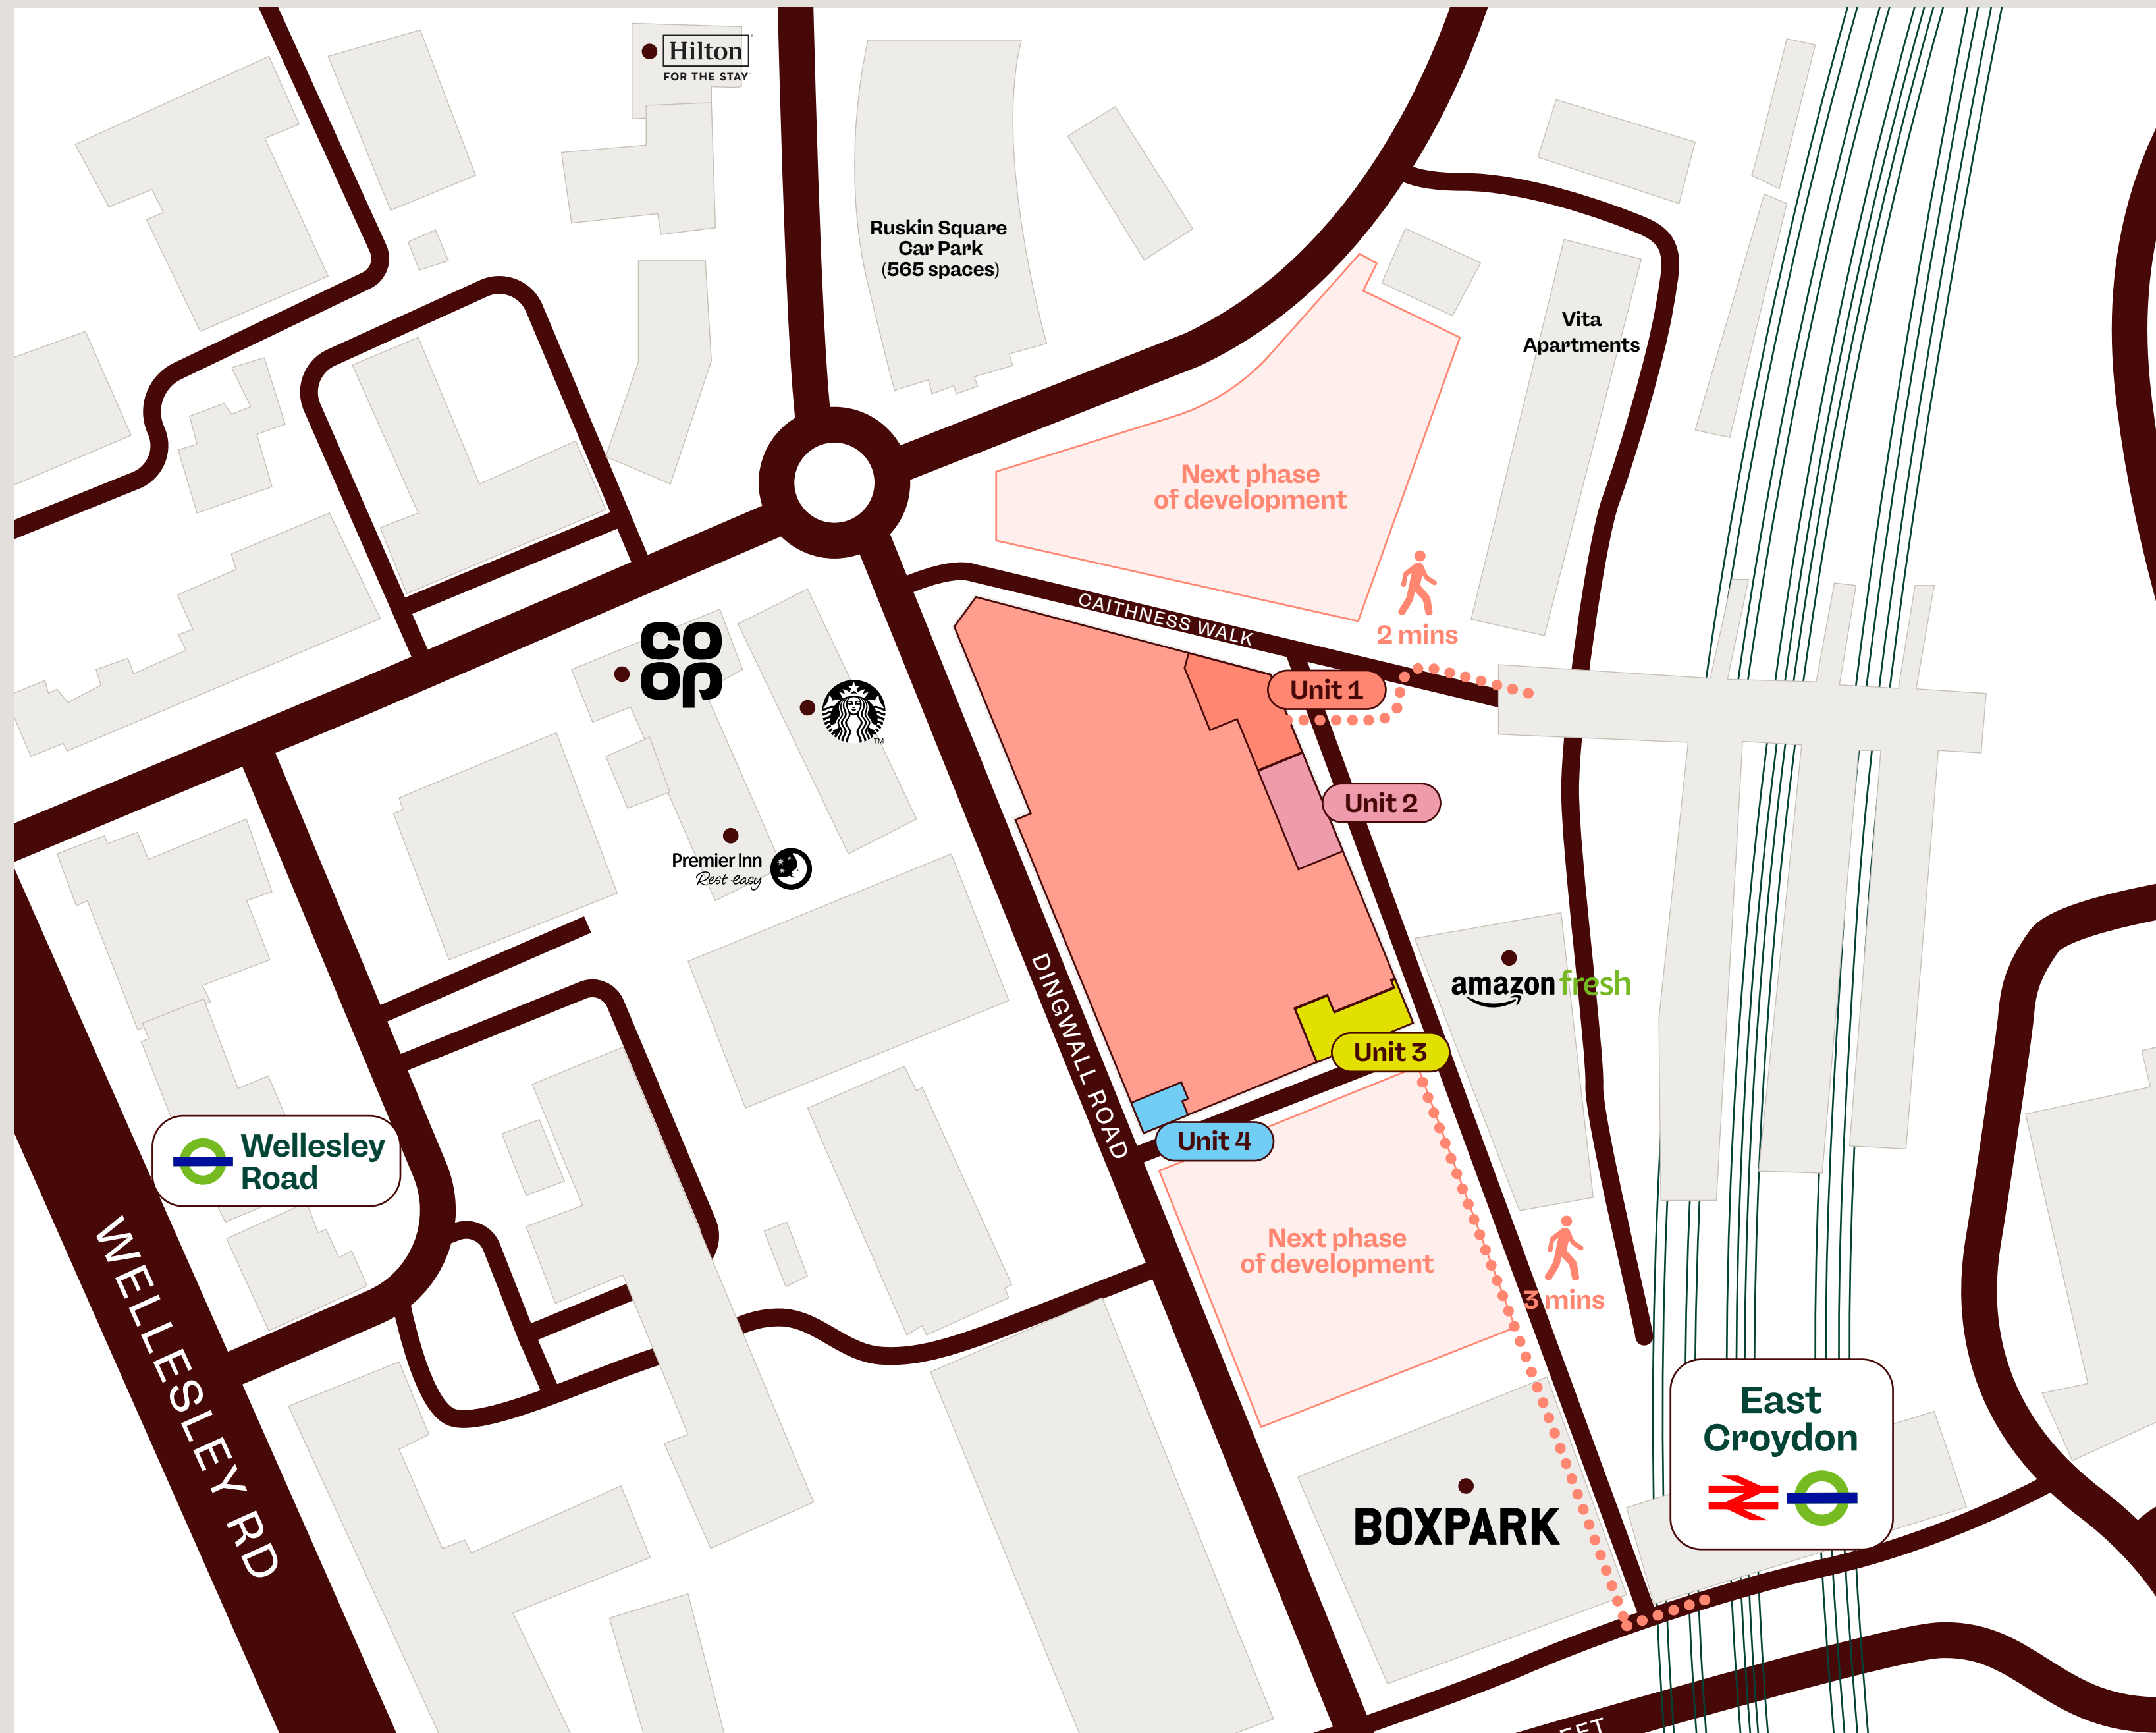 Hilton
FOR THE STAY
Ruskin Square
Car Park
(565 spaces)
Vita
Apartments
Next phase
of development
2 mins
CAITHNESS WALK
CO
OP
TM
Unit 1
Unit 2
Premier Inn
Rest easy
DINGWALL ROAD
amazon fresh
Unit 3
Unit 4
Wellesley
Road
WELLESLEY RD
Next phase
of development
3 mins
East
Croydon
BOXPARK